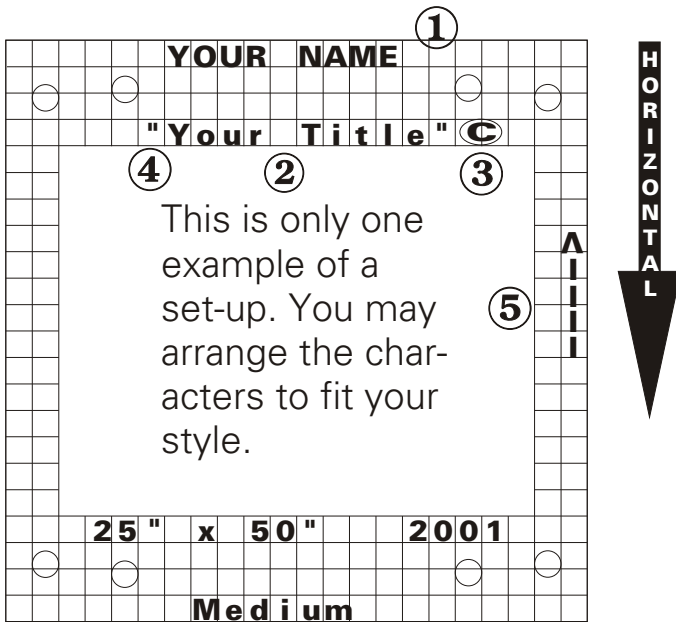 1
YOUR NAME
"Your Title" ©
4 2 3
This is only one
example of a
set-up. You may
arrange the char-
acters to fit your
style.
5
25" x 50" 2001
Medium
HORIZONTAL